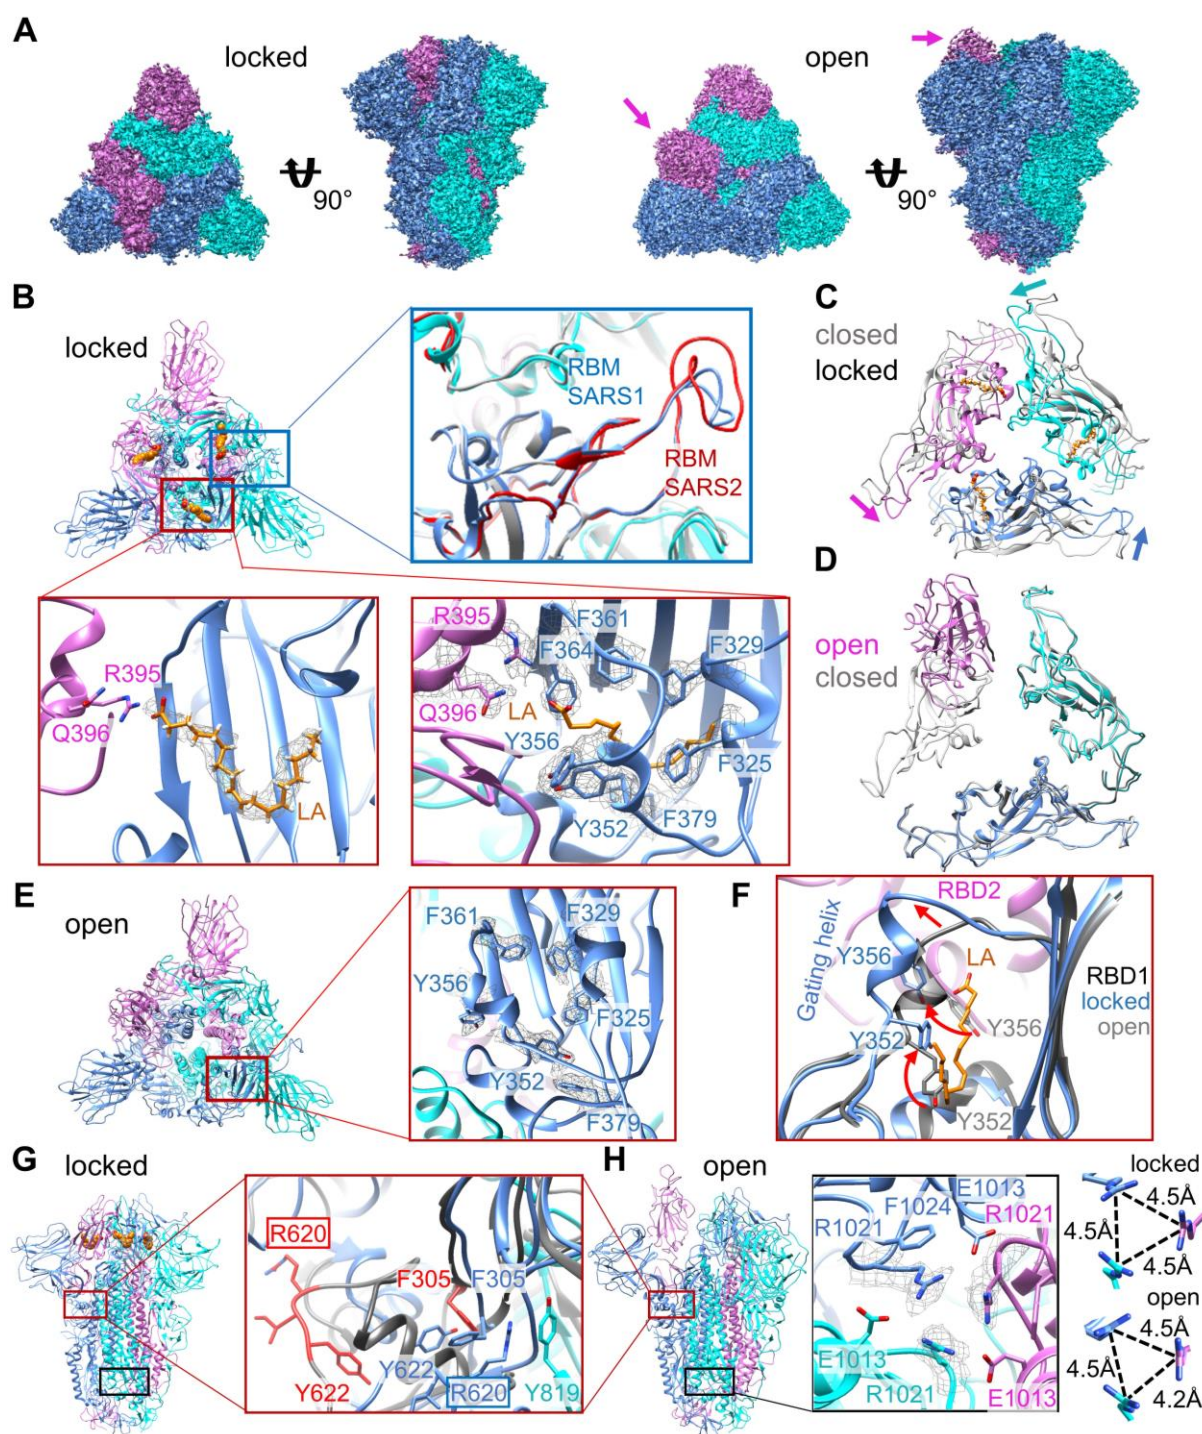 A
locked
open
90°
90°
B
locked
RBM
SARS1
RBM
SARS2
C
closed
locked
R395
Q396
LA
R395
Q396
LA
F361
F364
F329
Y356
F325
Y352
F379
D
open
closed
E
open
F361
F329
Y356
F325
Y352
F379
F
RBD2
Gating helix
Y356
LA
RBD1
locked
open
Y356
Y352
Y352
G
locked
R620
F305
F305
Y622
Y622
R620
Y819
H
open
E1013
F1024
R1021
R1021
E1013
R1021
E1013
locked
4.5Å
4.5Å
4.5Å
open
4.5Å
4.5Å
4.2Å